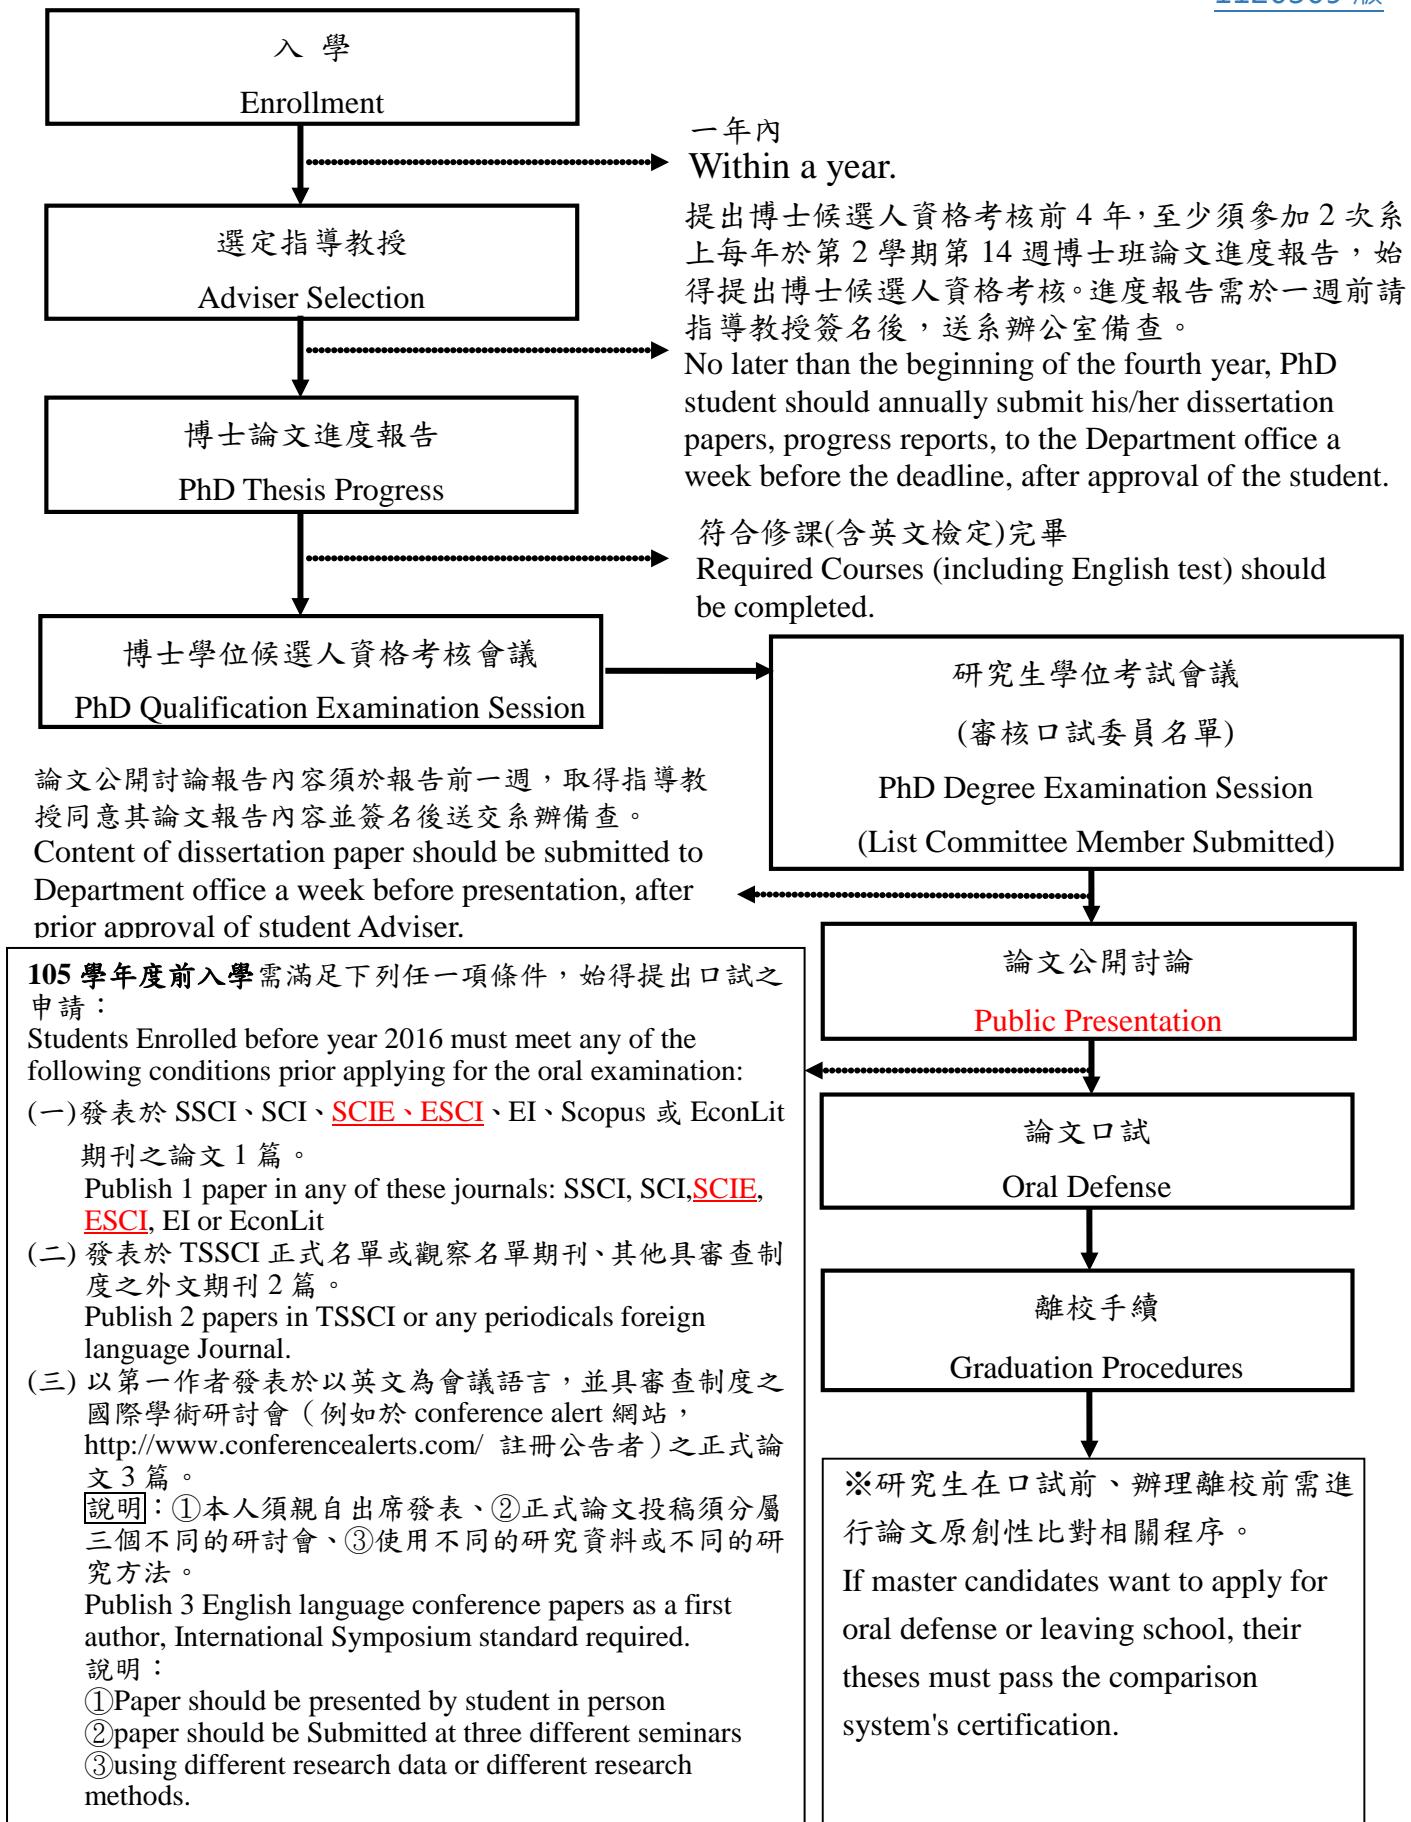 入 學
Enrollment
一年內
Within a year.
選定指導教授
Adviser Selection
提出博士候選人資格考核前 4 年，至少須參加 2 次系
上每年於第 2 學期第 14 週博士班論文進度報告，始
得提出博士候選人資格考核。進度報告需於一週前請
指導教授簽名後，送系辦公室備查。
No later than the beginning of the fourth year, PhD
student should annually submit his/her dissertation
papers, progress reports, to the Department office a
week before the deadline, after approval of the student.
博士論文進度報告
PhD Thesis Progress
符合修課(含英文檢定)完畢
Required Courses (including English test) should
be completed.
博士學位候選人資格考核會議
PhD Qualification Examination Session
研究生學位考試會議
(審核口試委員名單)
PhD Degree Examination Session
(List Committee Member Submitted)
論文公開討論報告內容須於報告前一週，取得指導教
授同意其論文報告內容並簽名後送交系辦備查。
Content of dissertation paper should be submitted to
Department office a week before presentation, after
prior approval of student Adviser.
論文公開討論
Public Presentation
105 學年度前入學需滿足下列任一項條件，始得提出口試之
申請：
Students Enrolled before year 2016 must meet any of the
following conditions prior applying for the oral examination:
(一)發表於 SSCI、SCI、SCIE、ESCI、EI、Scopus 或 EconLit
期刊之論文 1 篇。
Publish 1 paper in any of these journals: SSCI, SCI,SCIE,
ESCI, EI or EconLit
(二) 發表於 TSSCI 正式名單或觀察名單期刊、其他具審查制
度之外文期刊 2 篇。
Publish 2 papers in TSSCI or any periodicals foreign
language Journal.
(三) 以第一作者發表於以英文為會議語言，並具審查制度之
國際學術研討會（例如於 conference alert 網站，
http://www.conferencealerts.com/ 註冊公告者）之正式論
文 3 篇。
說明：①本人須親自出席發表、②正式論文投稿須分屬
三個不同的研討會、③使用不同的研究資料或不同的研
究方法。
Publish 3 English language conference papers as a first
author, International Symposium standard required.
說明：
①Paper should be presented by student in person
②paper should be Submitted at three different seminars
③using different research data or different research
methods.
論文口試
Oral Defense
離校手續
Graduation Procedures
※研究生在口試前、辦理離校前需進
行論文原創性比對相關程序。
If master candidates want to apply for
oral defense or leaving school, their
theses must pass the comparison
system's certification.